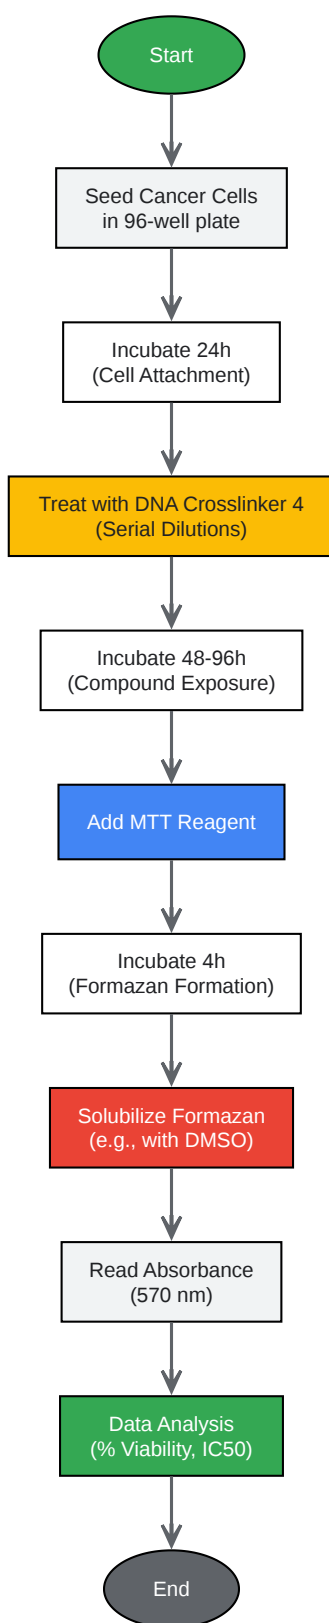 Start
Seed Cancer Cells
in 96-well plate
Incubate 24h
(Cell Attachment)
Treat with DNA Crosslinker 4
(Serial Dilutions)
Incubate 48-96h
(Compound Exposure)
Add MTT Reagent
Incubate 4h
(Formazan Formation)
Solubilize Formazan
(e.g., with DMSO)
Read Absorbance
(570 nm)
Data Analysis
(% Viability, IC50)
End